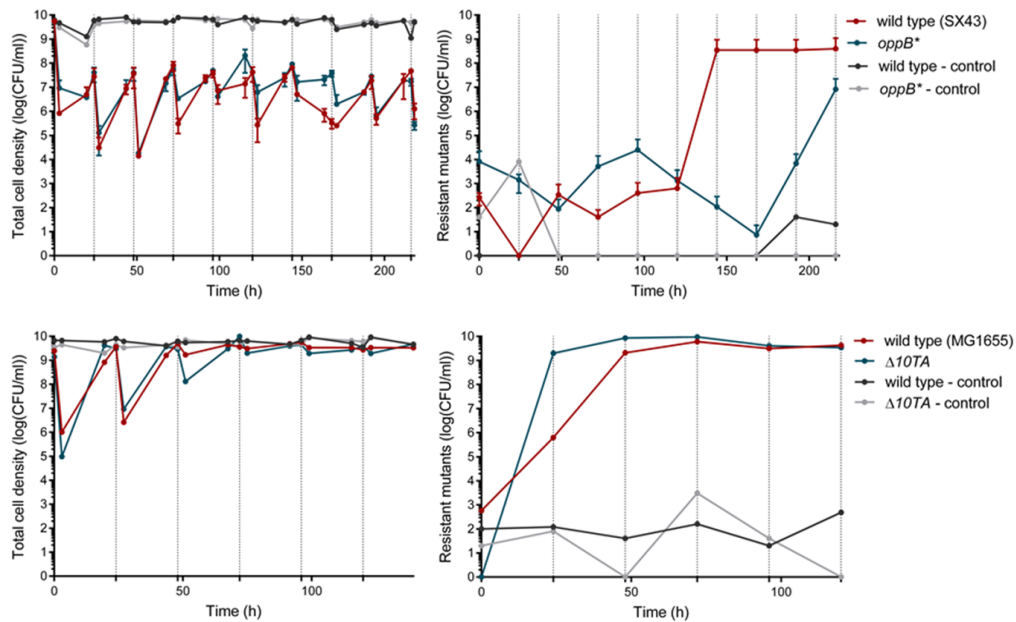 Total cell density (log(CFU/ml))
10
9
8
7
6
5
4
3
2
1
0
0 50 100 150 200
Time (h)
Resistant mutants (log(CFU/ml))
10
9
8
7
6
5
4
3
2
1
0
0 50 100 150 200
Time (h)
wild type (SX43)
oppB*
wild type - control
oppB* - control
Total cell density (log(CFU/ml))
10
9
8
7
6
5
4
3
2
1
0
0 50 100
Time (h)
Resistant mutants (log(CFU/ml))
10
9
8
7
6
5
4
3
2
1
0
0 50 100
Time (h)
wild type (MG1655)
Δ10TA
wild type - control
Δ10TA - control